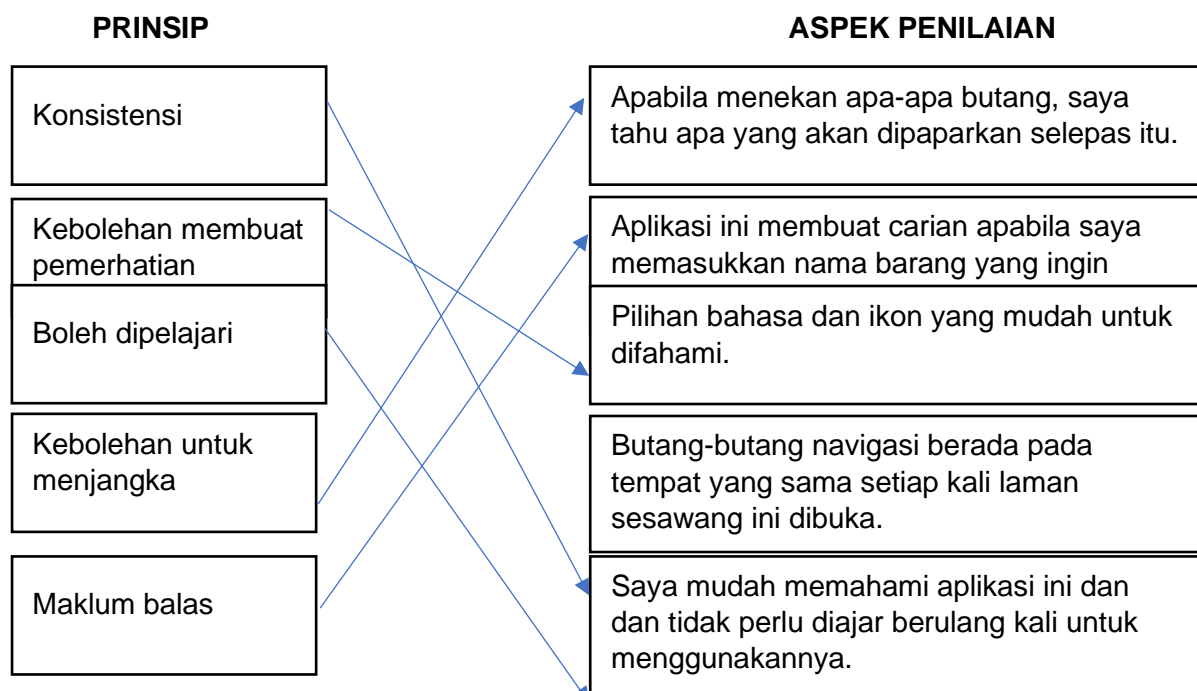 PRINSIP
ASPEK PENILAIAN
Konsistensi
Apabila menekan apa-apa butang, saya
tahu apa yang akan dipaparkan selepas itu.
Kebolehan membuat
pemerhatian
Aplikasi ini membuat carian apabila saya
memasukkan nama barang yang ingin
Boleh dipelajari
Pilihan bahasa dan ikon yang mudah untuk
difahami.
Kebolehan untuk
menjangka
Butang-butang navigasi berada pada
tempat yang sama setiap kali laman
sesawang ini dibuka.
Maklum balas
Saya mudah memahami aplikasi ini dan
dan tidak perlu diajar berulang kali untuk
menggunakannya.